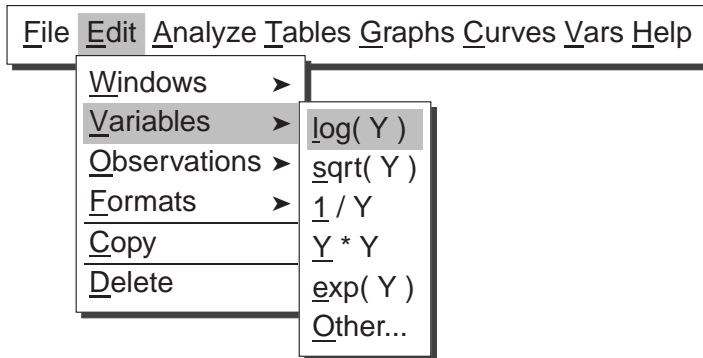 File Edit Analyze Tables Graphs Curves Vars Help
Windows ➤
Variables ➤
Observations ➤
Formats ➤
Copy
Delete
log( Y )
sqrt( Y )
1 / Y
Y * Y
exp( Y )
Other...